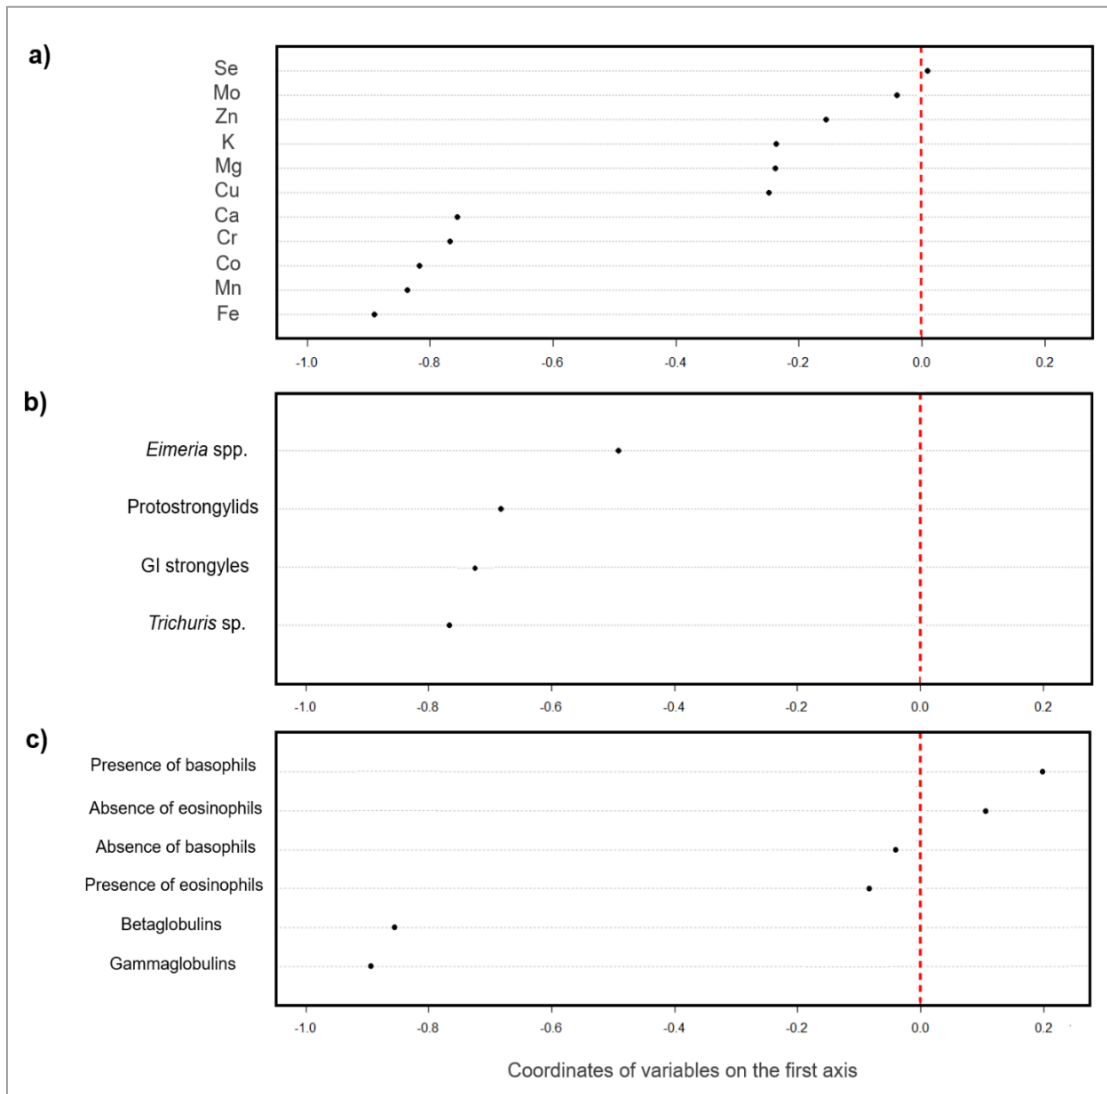 a)
Se
Mo
Zn
K
Mg
Cu
Ca
Cr
Co
Mn
Fe
-1.0 -0.8 -0.6 -0.4 -0.2 0.0 0.2
b)
Eimeria spp.
Protostrongylids
GI strongyles
Trichuris sp.
-1.0 -0.8 -0.6 -0.4 -0.2 0.0 0.2
c)
Presence of basophils
Absence of eosinophils
Absence of basophils
Presence of eosinophils
Betaglobulins
Gammaglobulins
-1.0 -0.8 -0.6 -0.4 -0.2 0.0 0.2
Coordinates of variables on the first axis